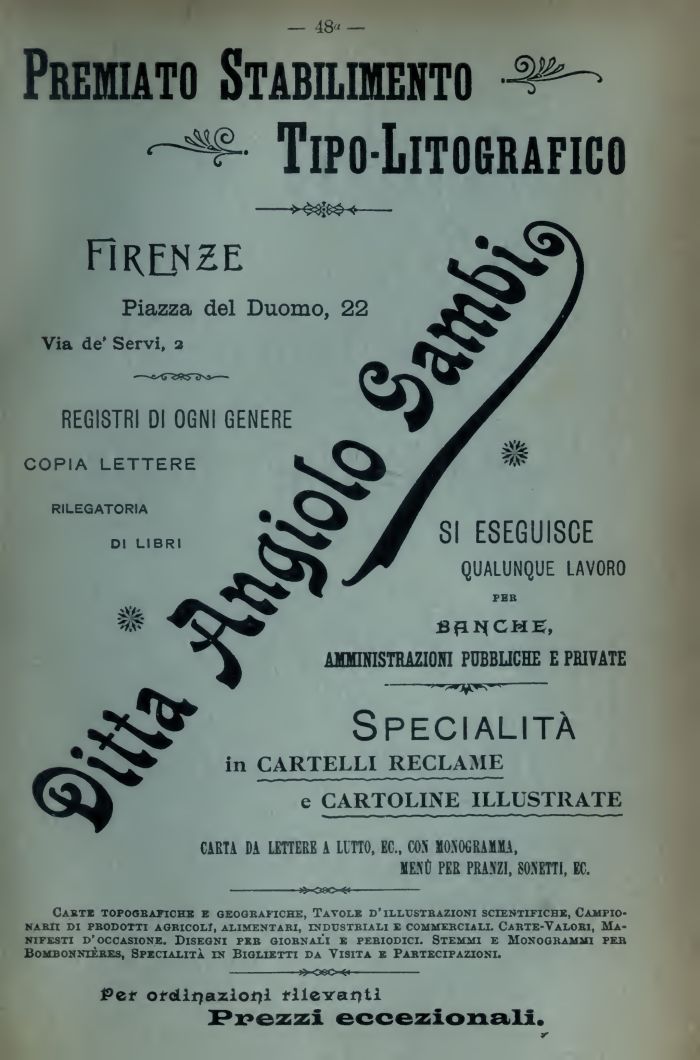 — 48a —
PREMIATO STABILIMENTO
TIPO-LITOGRAFICO
FIRENZE
Piazza del Duomo, 22
Via de' Servi, 2
Ditta Angiolo Gambi
REGISTRI DI OGNI GENERE
COPIA LETTERE
RILEGATORIA
DI LIBRI
SI ESEGUISCE
QUALUNQUE LAVORO
PER
BANCHE,
AMMINISTRAZIONI PUBBLICHE E PRIVATE
SPECIALITÀ
in CARTELLI RECLAME
e CARTOLINE ILLUSTRATE
CARTA DA LETTERE A LUTTO, EC., CON MONOGRAMMA,
MENÙ PER PRANZI, SONETTI, EC.
CARTE TOPOGRAFICHE E GEOGRAFICHE, TAVOLE D'ILLUSTRAZIONI SCIENTIFICHE, CAMPIO-
NARII DI PRODOTTI AGRICOLI, ALIMENTARI, INDUSTRIALI E COMMERCIALI. CARTE-VALORI, MA-
NIFESTI D'OCCASIONE. DISEGNI PER GIORNALI E PERIODICI. STEMMI E MONOGRAMMI PER
BOMBONNIÈRES, SPECIALITÀ IN BIGLIETTI DA VISITA E PARTECIPAZIONI.
Per ordinazioni rilevanti
Prezzi eccezionali.